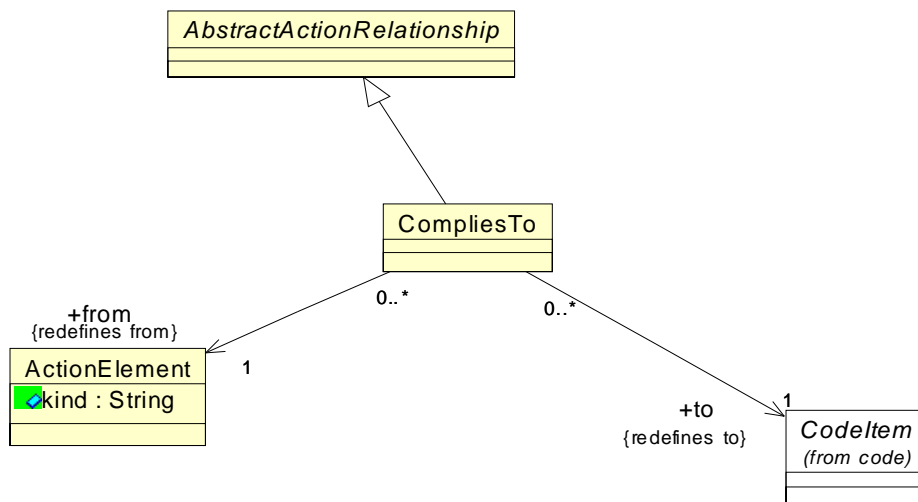 AbstractActionRelationship
CompliesTo
0..*
0..*
+from
{redefines from}
1
ActionElement
kind : String
+to
{redefines to}
1
CodeItem
(from code)